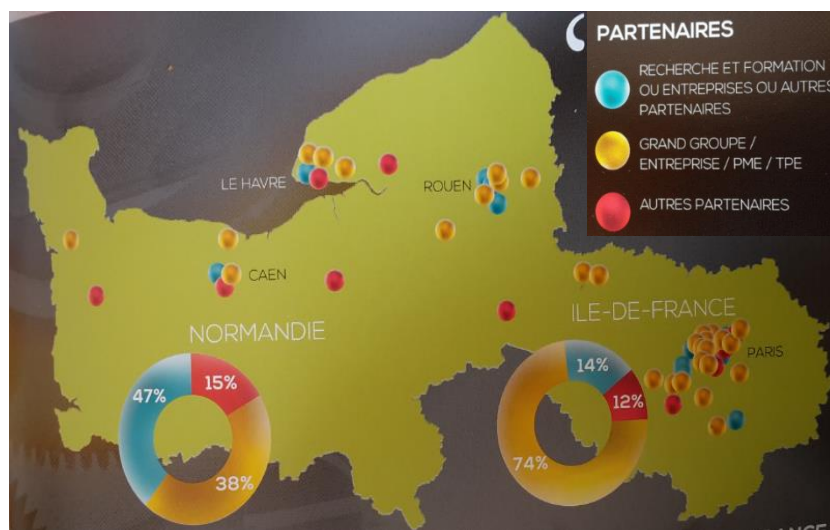 PARTENAIRES
RECHERCHE ET FORMATION
OU ENTREPRISES OU AUTRES
PARTENAIRES
GRAND GROUPE /
ENTREPRISE / PME / TPE
AUTRES PARTENAIRES
LE HAVRE
ROUEN
CAEN
NORMANDIE
ILE-DE-FRANCE
PARIS
47%
15%
38%
14%
12%
74%